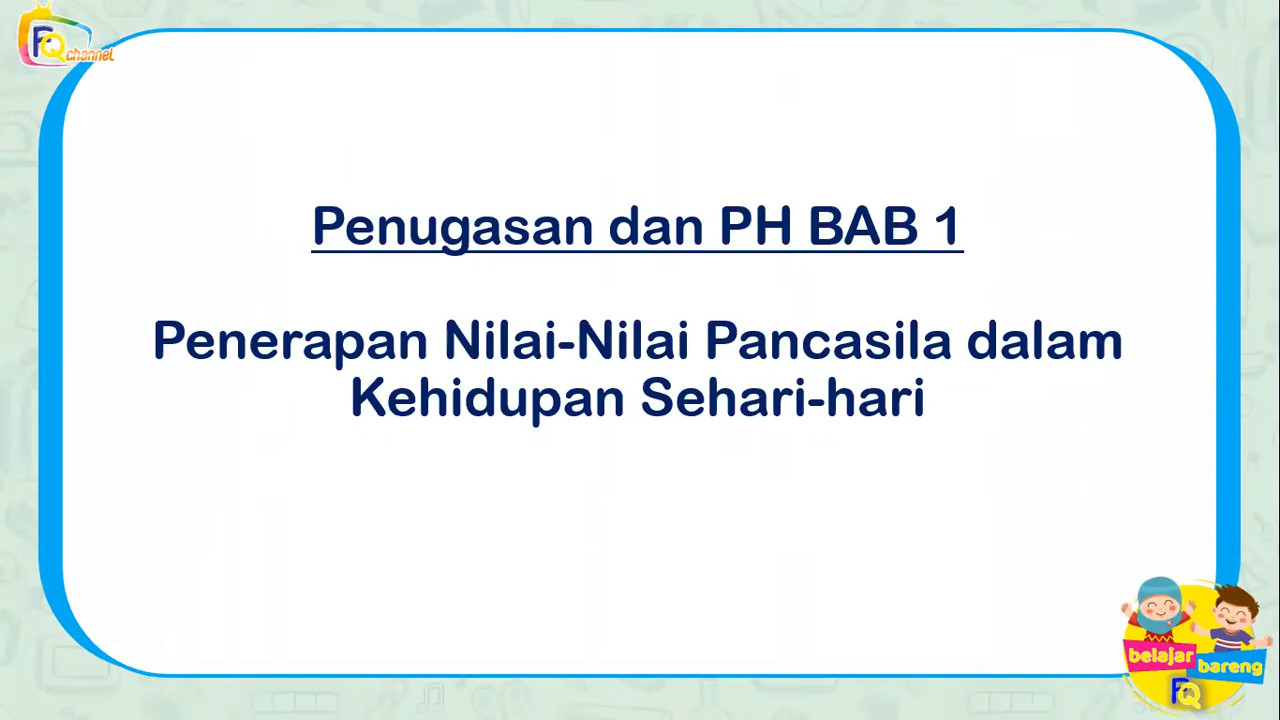 FQ channel
Penugasan dan PH BAB 1
Penerapan Nilai-Nilai Pancasila dalam
Kehidupan Sehari-hari
belajar
bareng
FQ